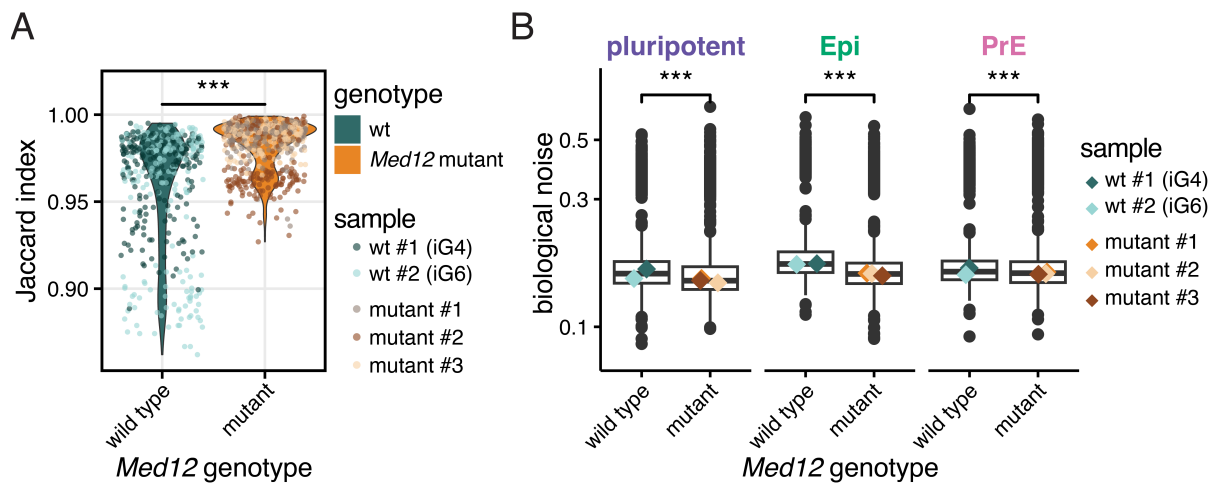 A
***
1.00
0.95
0.90
Jaccard index
wild type
mutant
Med12 genotype
genotype
wt
Med12 mutant
sample
wt #1 (iG4)
wt #2 (iG6)
mutant #1
mutant #2
mutant #3
B
pluripotent
Epi
PrE
***
***
***
0.5
0.3
0.1
biological noise
wild type
mutant
wild type
mutant
wild type
mutant
Med12 genotype
sample
wt #1 (iG4)
wt #2 (iG6)
mutant #1
mutant #2
mutant #3